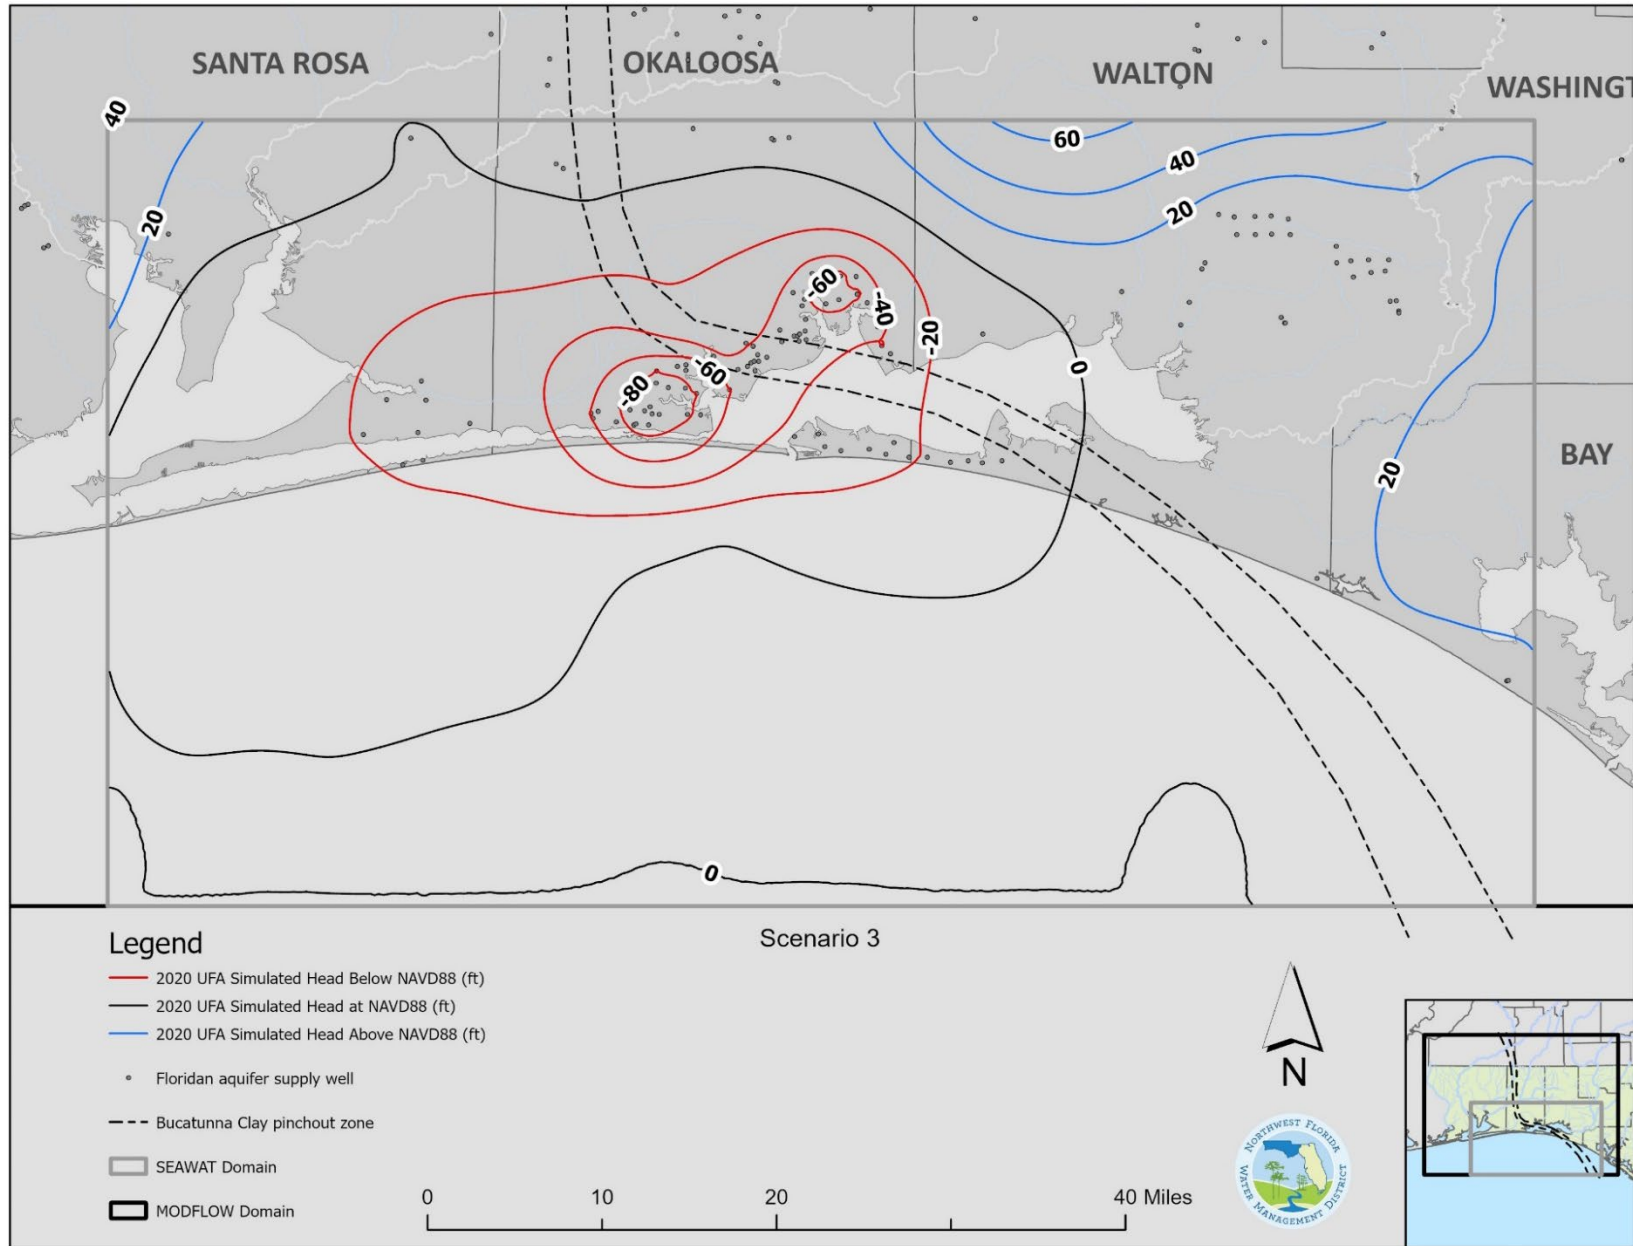 SANTA ROSA
OKALOOSA
WALTON
WASHINGT
40
60
40
20
20
-60
-40
-20
0
-60
-80
20
BAY
0
Scenario 3
Legend
2020 UFA Simulated Head Below NAVD88 (ft)
2020 UFA Simulated Head at NAVD88 (ft)
2020 UFA Simulated Head Above NAVD88 (ft)
Floridan aquifer supply well
Bucatunna Clay pinchout zone
SEAWAT Domain
MODFLOW Domain
0 10 20 40 Miles
N
NORTHWEST FLORIDA
WATER MANAGEMENT DISTRICT